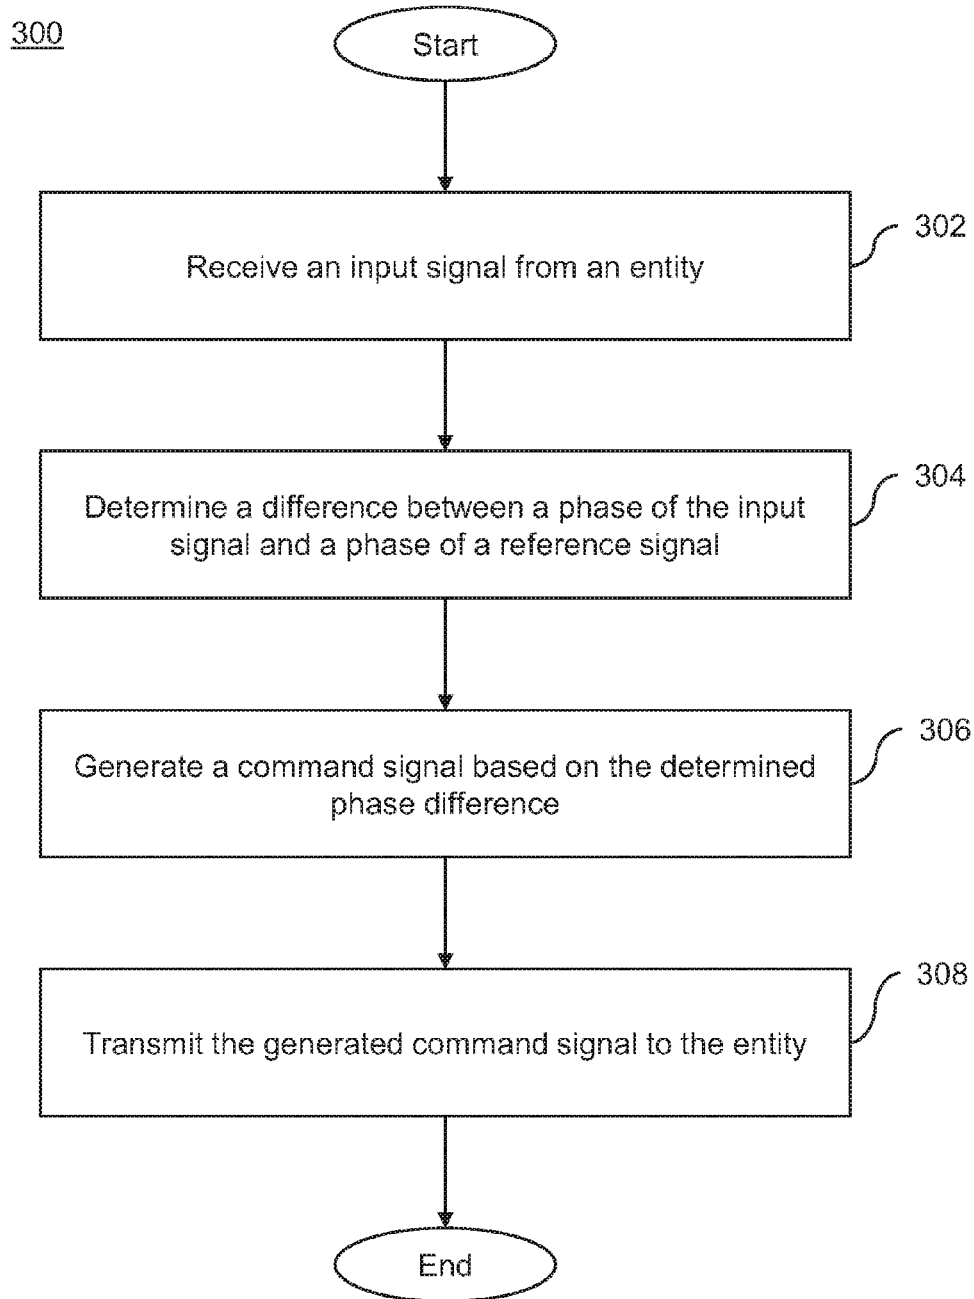 300
Start
Receive an input signal from an entity
302
Determine a difference between a phase of the input
signal and a phase of a reference signal
304
Generate a command signal based on the determined
phase difference
306
Transmit the generated command signal to the entity
308
End